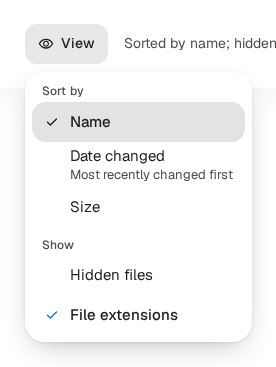 View
Sorted by name; hidden
Sort by
Name
Date changed
Most recently changed first
Size
Show
Hidden files
File extensions